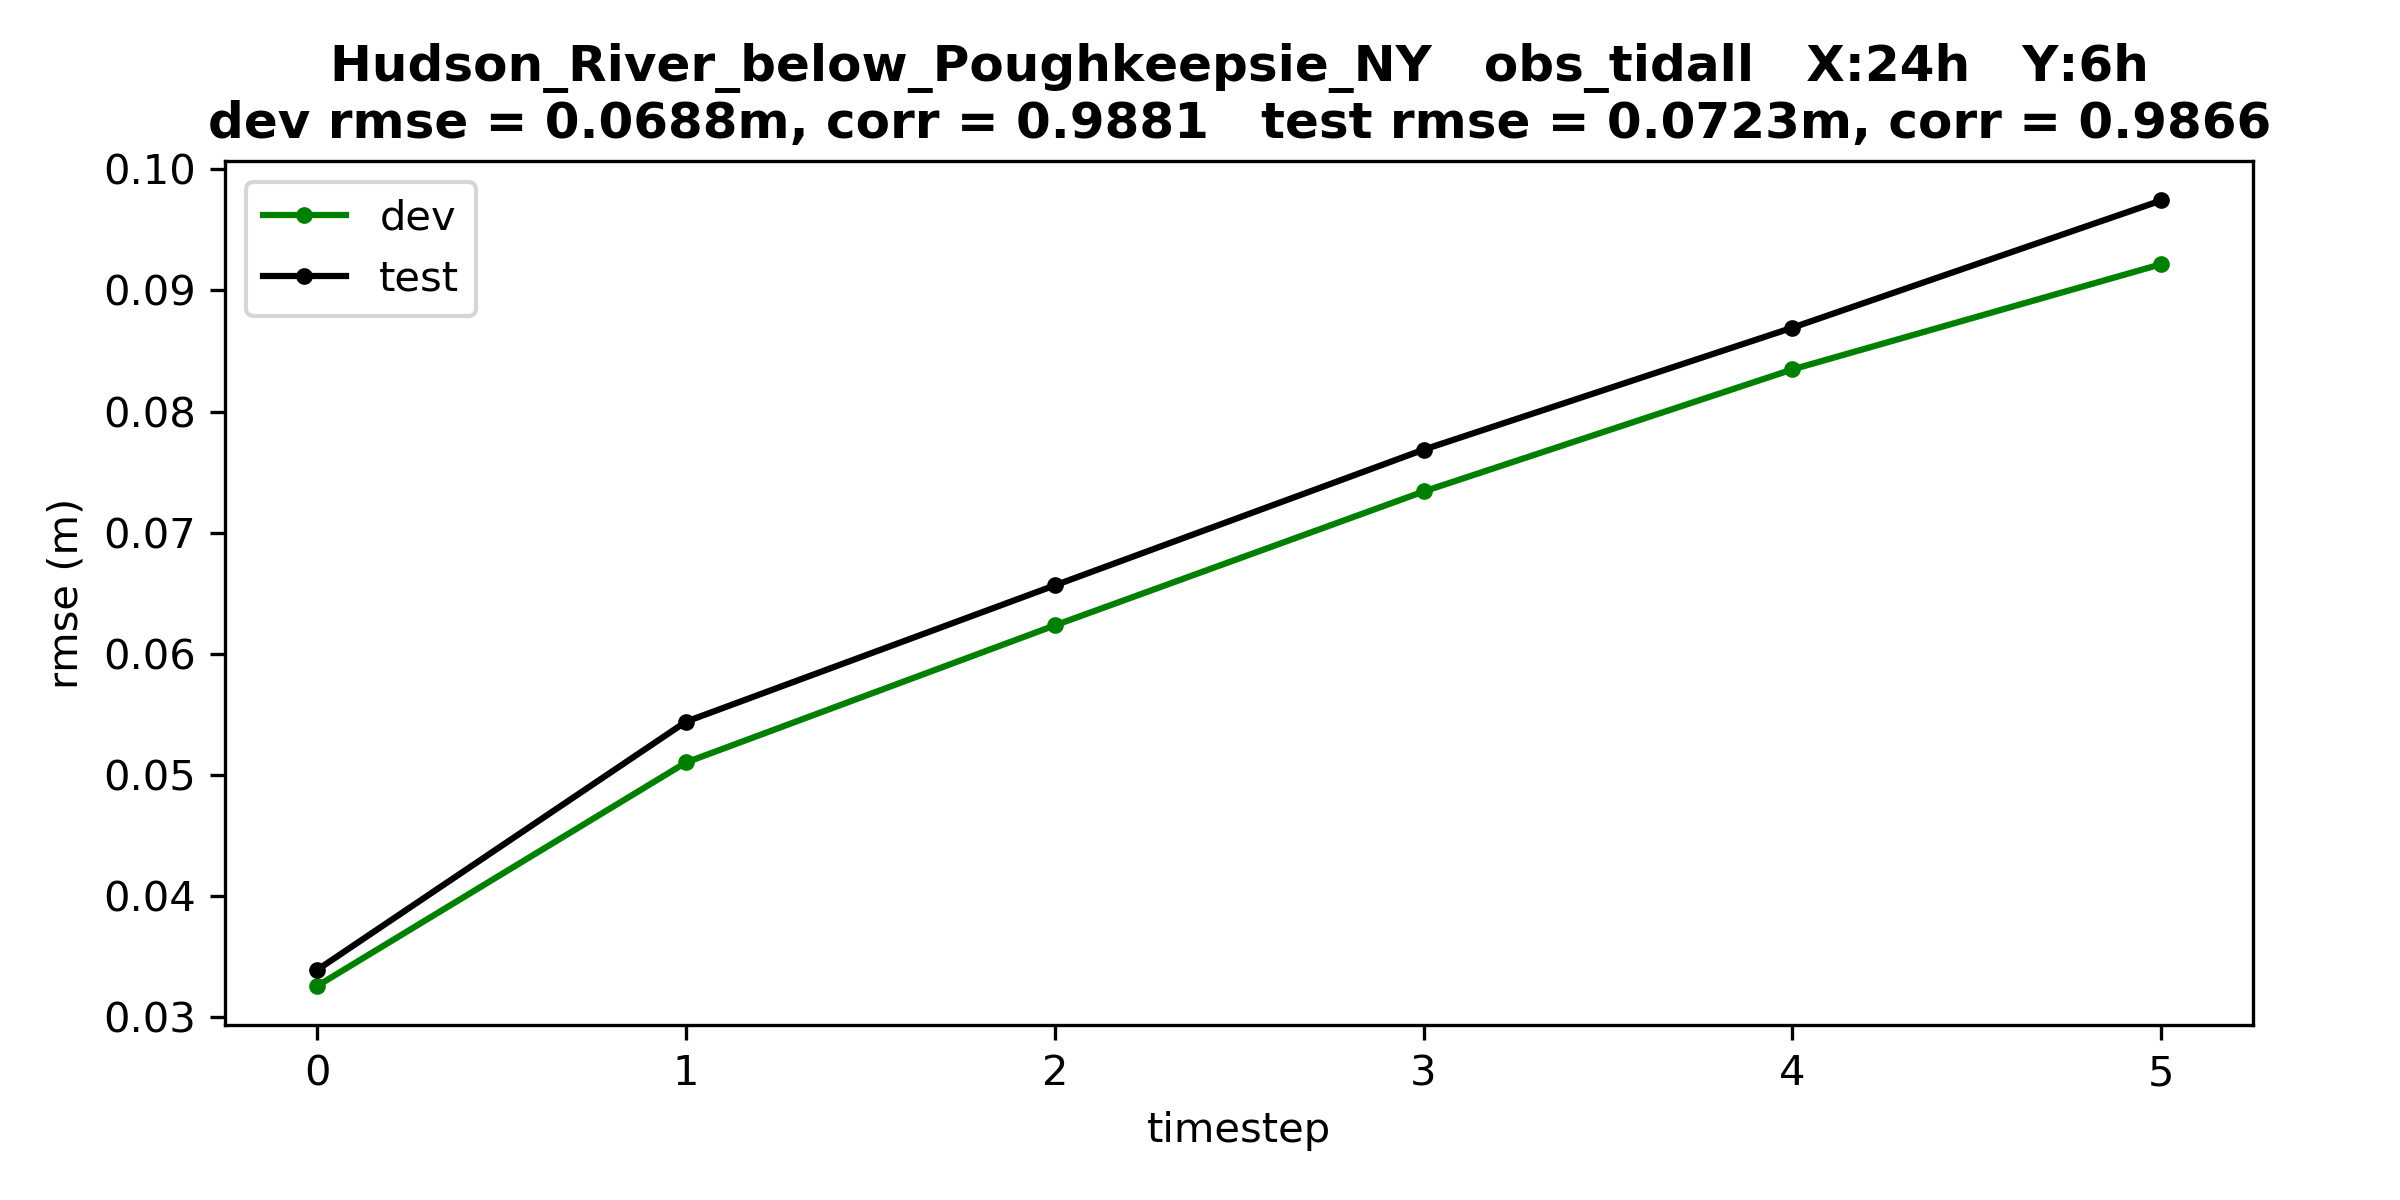 Hudson_River_below_Poughkeepsie_NY   obs_tidall   X:24h   Y:6h
dev rmse = 0.0688m, corr = 0.9881   test rmse = 0.0723m, corr = 0.9866
0.10
0.09
0.08
0.07
0.06
0.05
0.04
0.03
rmse (m)
dev
test
0 1 2 3 4 5
timestep